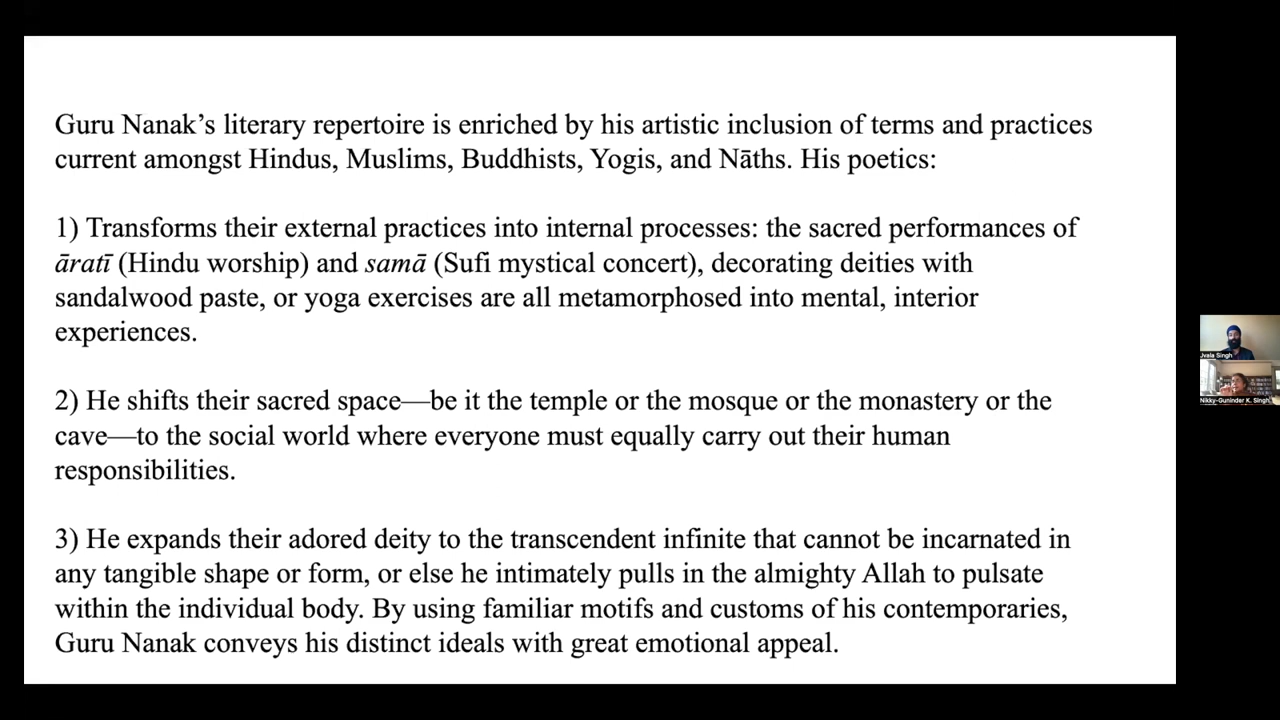 Guru Nanak’s literary repertoire is enriched by his artistic inclusion of terms and practices
current amongst Hindus, Muslims, Buddhists, Yogis, and Nāths. His poetics:
1) Transforms their external practices into internal processes: the sacred performances of
āratī (Hindu worship) and samā (Sufi mystical concert), decorating deities with
sandalwood paste, or yoga exercises are all metamorphosed into mental, interior
experiences.
2) He shifts their sacred space—be it the temple or the mosque or the monastery or the
cave—to the social world where everyone must equally carry out their human
responsibilities.
3) He expands their adored deity to the transcendent infinite that cannot be incarnated in
any tangible shape or form, or else he intimately pulls in the almighty Allah to pulsate
within the individual body. By using familiar motifs and customs of his contemporaries,
Guru Nanak conveys his distinct ideals with great emotional appeal.
Jvala Singh
Nikky-Guninder K. Singh